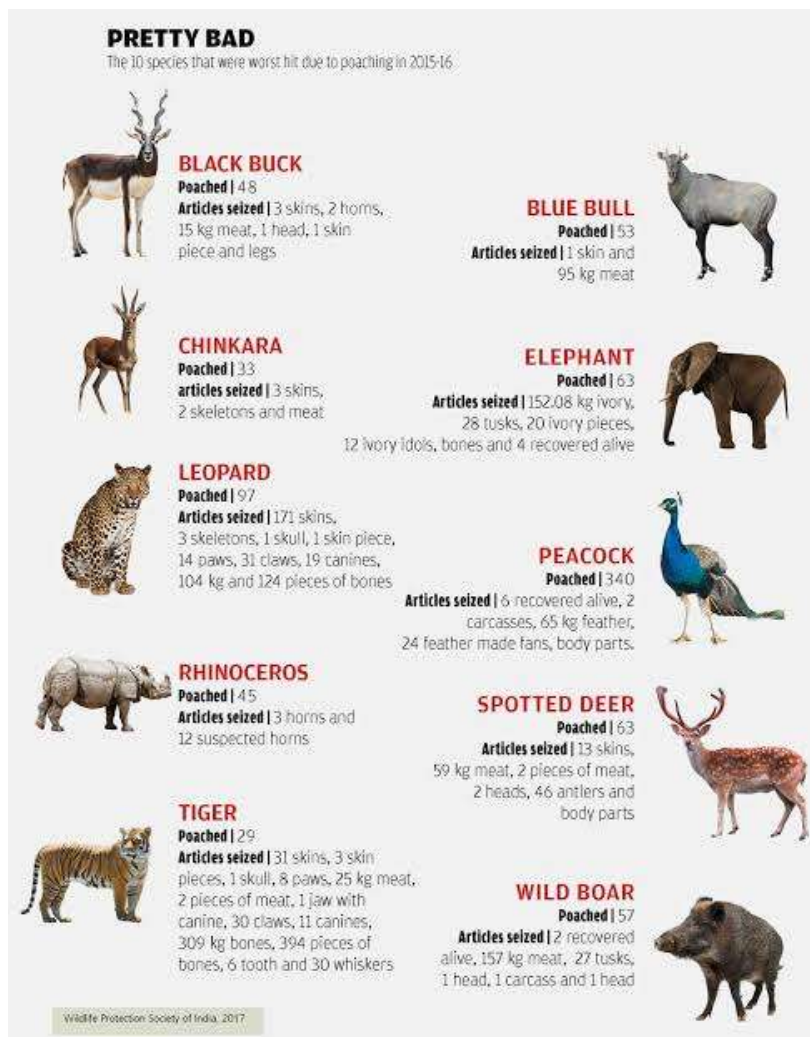 PRETTY BAD
The 10 species that were worst hit due to poaching in 2015-16
BLACK BUCK
Poached | 48
Articles seized | 3 skins, 2 horns,
15 kg meat, 1 head, 1 skin
piece and legs
BLUE BULL
Poached | 53
Articles seized | 1 skin and
95 kg meat
CHINKARA
Poached | 33
articles seized | 3 skins,
2 skeletons and meat
ELEPHANT
Poached | 63
Articles seized | 152.08 kg ivory,
28 tusks, 20 ivory pieces,
12 ivory idols, bones and 4 recovered alive
LEOPARD
Poached | 97
Articles seized | 171 skins,
3 skeletons, 1 skull, 1 skin piece,
14 paws, 31 claws, 19 canines,
104 kg and 124 pieces of bones
PEACOCK
Poached | 340
Articles seized | 6 recovered alive, 2
carcasses, 65 kg feather,
24 feather made fans, body parts.
RHINOCEROS
Poached | 45
Articles seized | 3 horns and
12 suspected horns
SPOTTED DEER
Poached | 63
Articles seized | 13 skins,
59 kg meat, 2 pieces of meat,
2 heads, 46 antlers and
body parts
TIGER
Poached | 29
Articles seized | 31 skins, 3 skin
pieces, 1 skull, 8 paws, 25 kg meat,
2 pieces of meat, 1 jaw with
canine, 30 claws, 11 canines,
309 kg bones, 394 pieces of
bones, 6 tooth and 30 whiskers
WILD BOAR
Poached | 57
Articles seized | 2 recovered
alive, 157 kg meat, 27 tusks,
1 head, 1 carcass and 1 head
Wildlife Protection Society of India, 2017